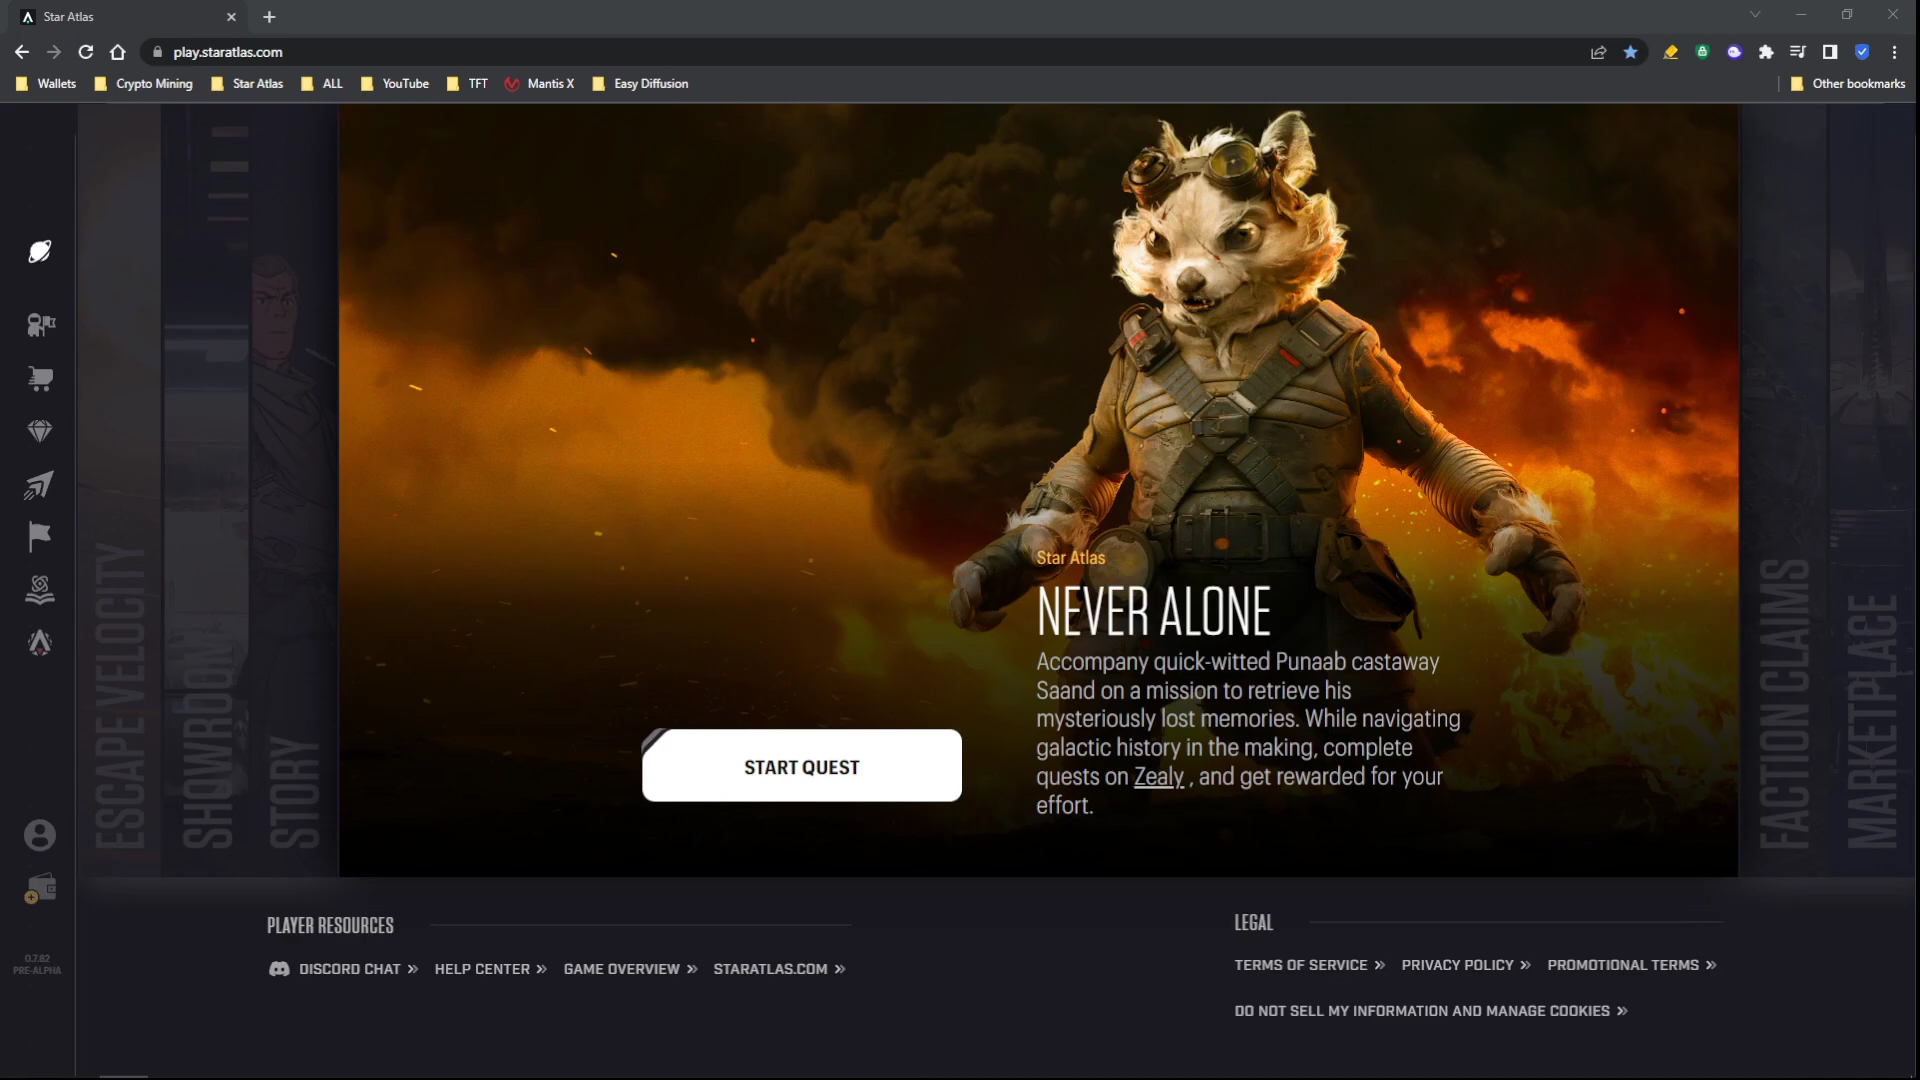 Star Atlas
play.staratlas.com
Wallets
Crypto Mining
Star Atlas
ALL
YouTube
TFT
Mantis X
Easy Diffusion
Other bookmarks
ESCAPE VELOCITY
SHOWROOM
STORY
Star Atlas
NEVER ALONE
Accompany quick-witted Punaab castaway
Saand on a mission to retrieve his
mysteriously lost memories. While navigating
galactic history in the making, complete
quests on Zealy , and get rewarded for your
effort.
START QUEST
FACTION CLAIMS
MARKETPLACE
0.7.82
PRE-ALPHA
PLAYER RESOURCES
DISCORD CHAT » HELP CENTER » GAME OVERVIEW » STARATLAS.COM »
LEGAL
TERMS OF SERVICE » PRIVACY POLICY » PROMOTIONAL TERMS »
DO NOT SELL MY INFORMATION AND MANAGE COOKIES »